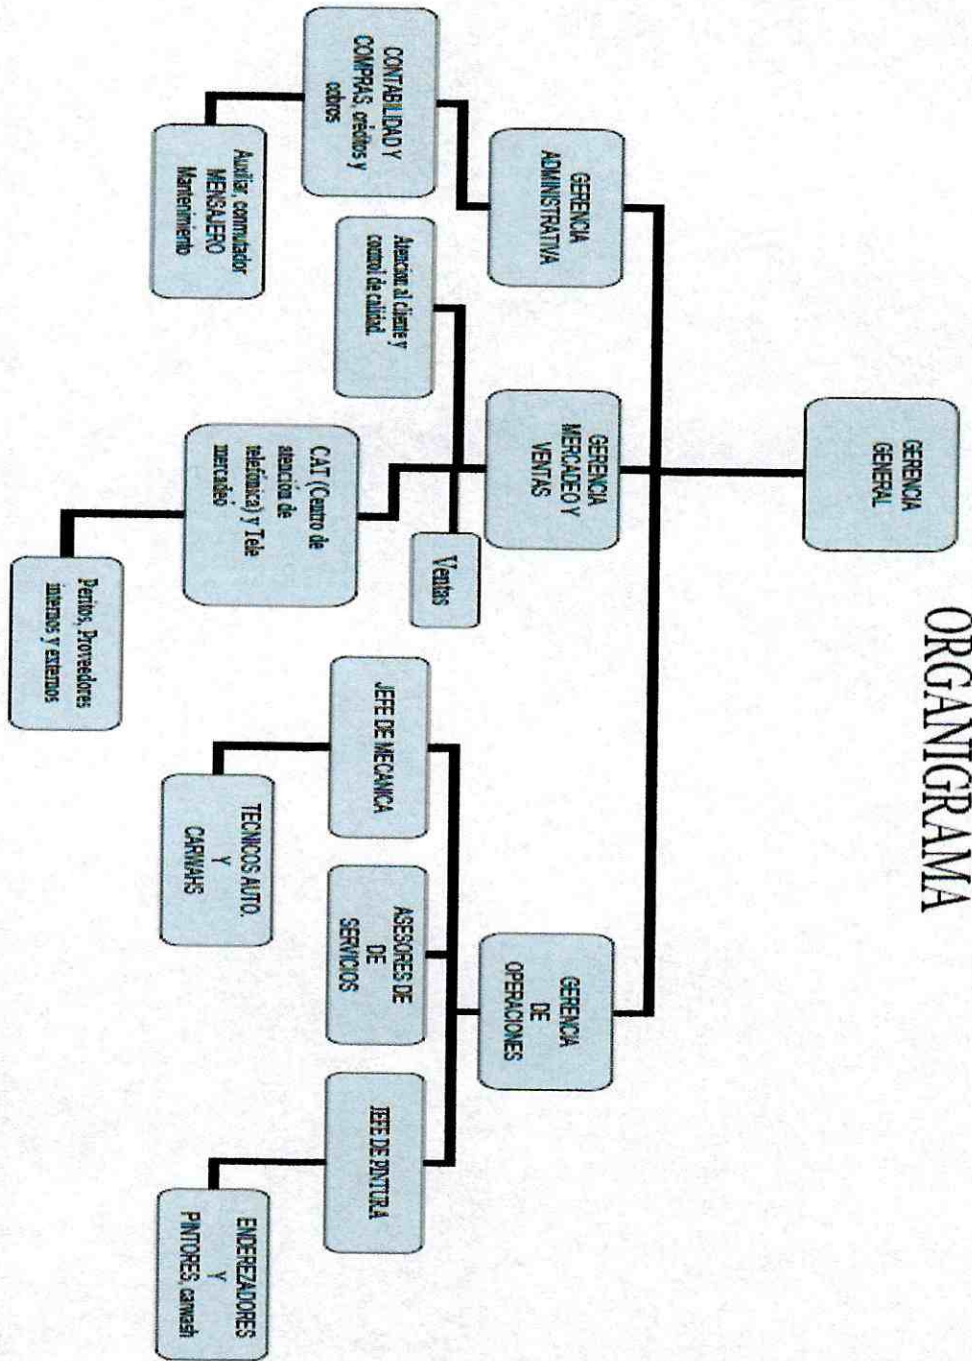 ORGANIGRAMA
GERENCIA
GENERAL
GERENCIA
ADMINISTRATIVA
GERENCIA
MERCADEO Y
VENTAS
GERENCIA
DE
OPERACIONES
CONTABILIDAD Y
COMPRAS, créditos y
cobros
Auxiliar, conmutador
MENSAJERO
Mantenimiento
Atencion al cliente y
control de calidad.
Ventas
CAT (Centro de
atención de
telefónica) y Tele
mercadeo
Peritos, Proveedores
internos y externos
JEFE DE MECANICA
TECNICOS AUTO.
Y
CARWAHS
ASESORES DE
DE
SERVICIOS
JEFE DE PINTURA
ENDEREZADORES
Y
PINTORES, carwash